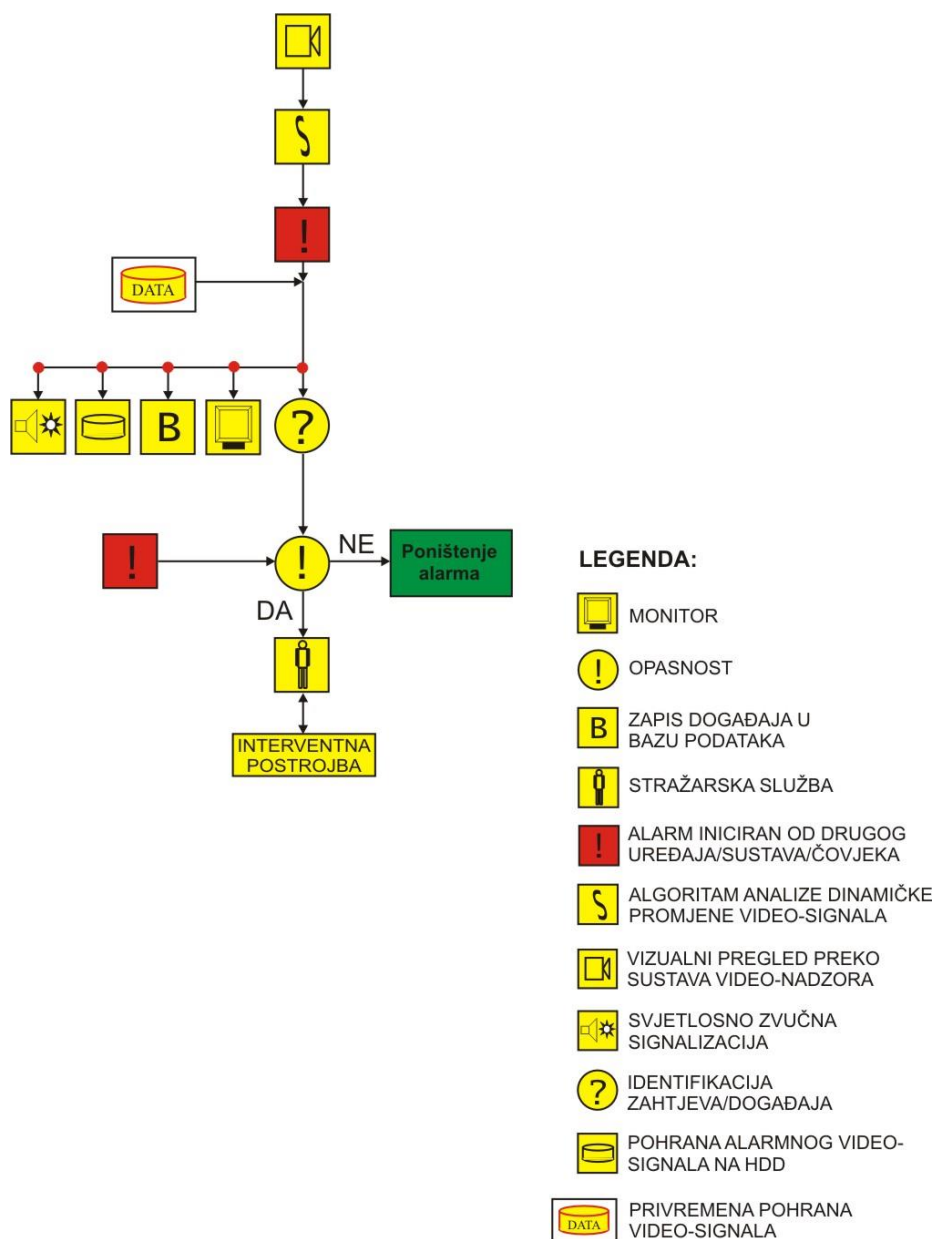 !
DATA
B
?
!
!
NE
Poništenje
alarma
DA
INTERVENTNA
POSTROJBA
LEGENDA:
MONITOR
!
OPASNOST
B
ZAPIS DOGAĐAJA U
BAZU PODATAKA
STRAŽARSKA SLUŽBA
!
ALARM INICIRAN OD DRUGOG
UREĐAJA/SUSTAVA/ČOVJEKA
ALGORITAM ANALIZE DINAMIČKE
PROMJENE VIDEO-SIGNALA
VIZUALNI PREGLED PREKO
SUSTAVA VIDEO-NADZORA
SVJETLOSNO ZVUČNA
SIGNALIZACIJA
?
IDENTIFIKACIJA
ZAHTJEVA/DOGAĐAJA
POHRANA ALARMNOG VIDEO-
SIGNALA NA HDD
DATA
PRIVREMENA POHRANA
VIDEO-SIGNALA